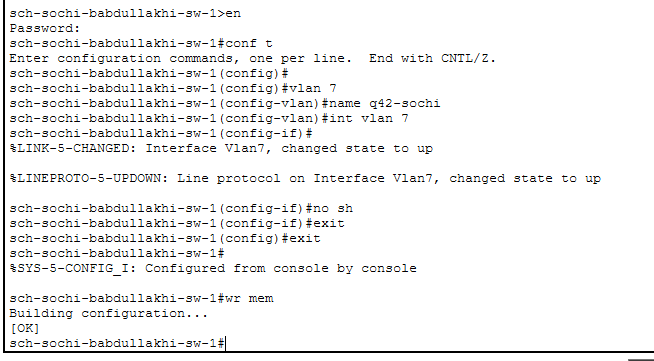 sch-sochi-babdullakhi-sw-1>en
Password:
sch-sochi-babdullakhi-sw-1#conf t
Enter configuration commands, one per line.  End with CNTL/Z.
sch-sochi-babdullakhi-sw-1(config)#
sch-sochi-babdullakhi-sw-1(config)#vlan 7
sch-sochi-babdullakhi-sw-1(config-vlan)#name q42-sochi
sch-sochi-babdullakhi-sw-1(config-vlan)#int vlan 7
sch-sochi-babdullakhi-sw-1(config-if)#
%LINK-5-CHANGED: Interface Vlan7, changed state to up
%LINEPROTO-5-UPDOWN: Line protocol on Interface Vlan7, changed state to up
sch-sochi-babdullakhi-sw-1(config-if)#no sh
sch-sochi-babdullakhi-sw-1(config-if)#exit
sch-sochi-babdullakhi-sw-1(config)#exit
sch-sochi-babdullakhi-sw-1#
%SYS-5-CONFIG_I: Configured from console by console
sch-sochi-babdullakhi-sw-1#wr mem
Building configuration...
[OK]
sch-sochi-babdullakhi-sw-1#